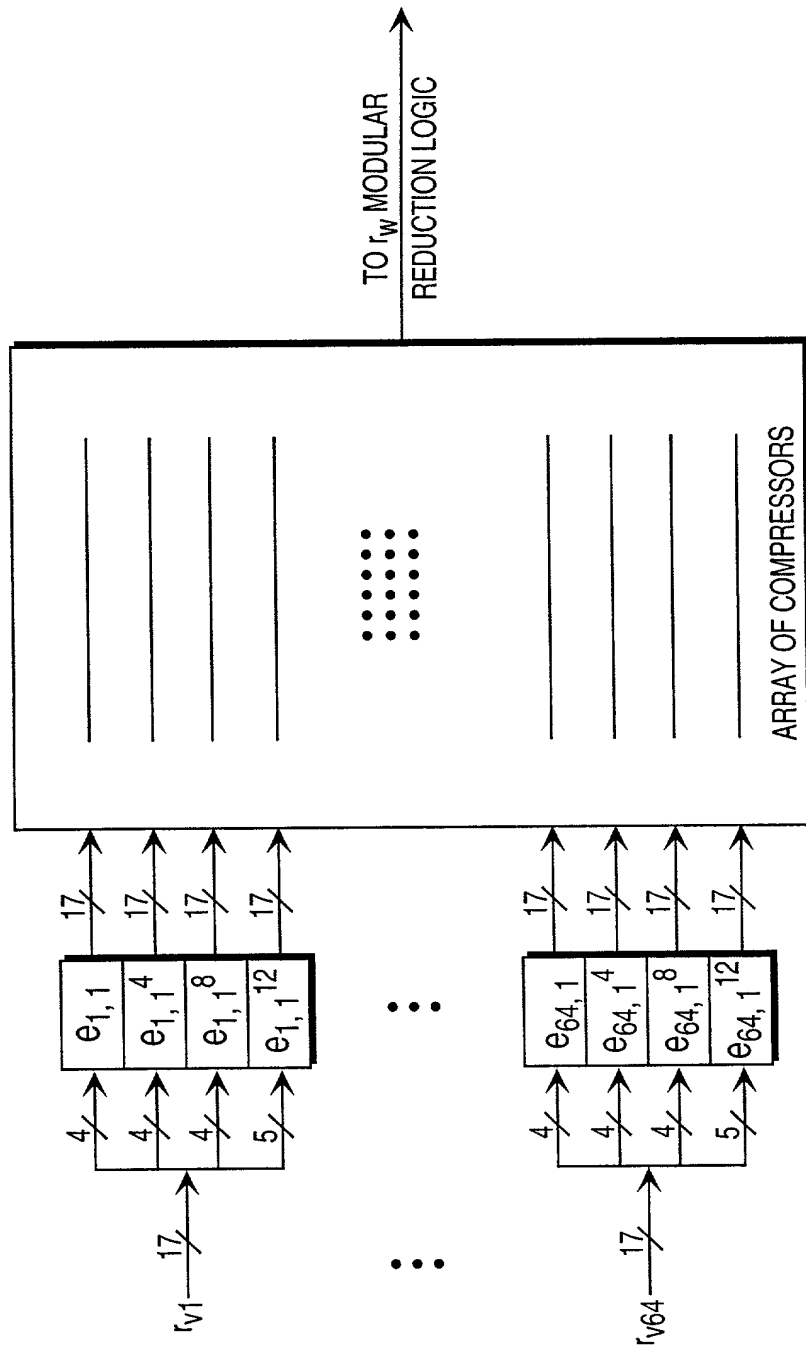 r_v1
17
4
4
4
5
e_1,1
e_1,1^4
e_1,1^8
e_1,1^12
17
17
17
17
r_v64
17
4
4
4
5
e_64,1
e_64,1^4
e_64,1^8
e_64,1^12
17
17
17
17
ARRAY OF COMPRESSORS
TO r_w MODULAR
REDUCTION LOGIC